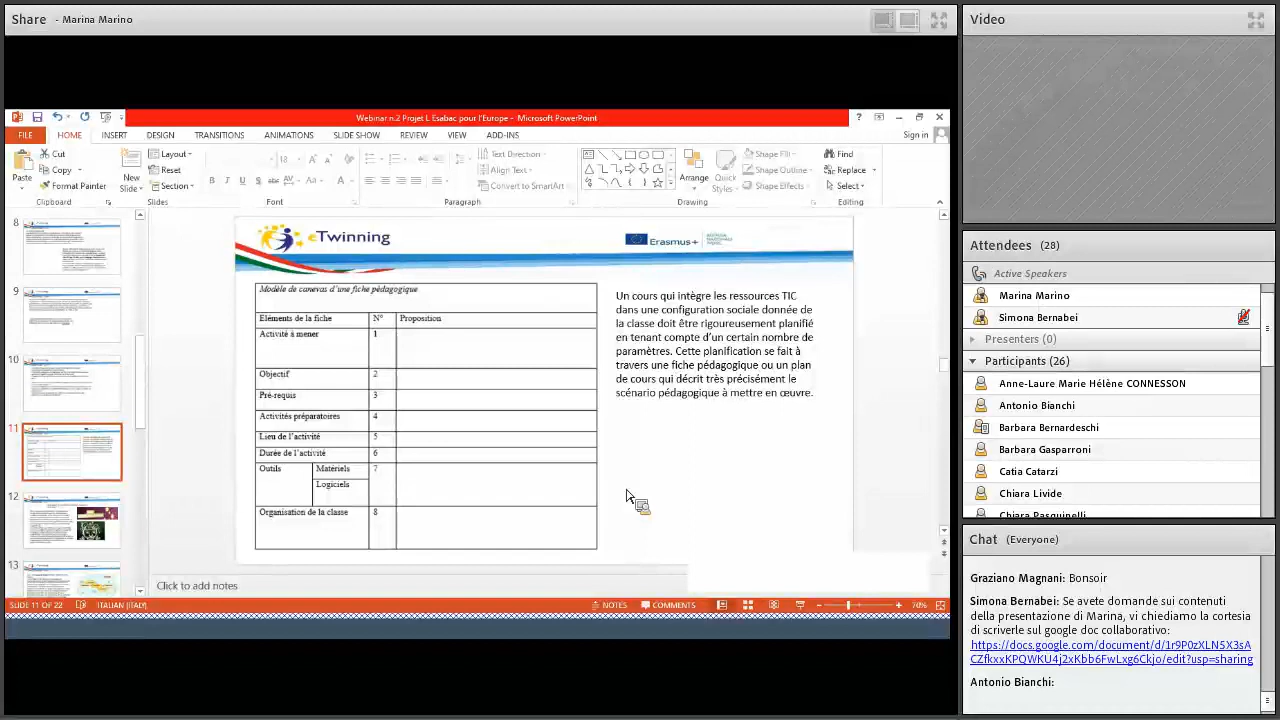 Share - Marina Marino
Webinar n.2 Projet L Esabac pour l'Europe - Microsoft PowerPoint
FILE HOME INSERT DESIGN TRANSITIONS ANIMATIONS SLIDE SHOW REVIEW VIEW ADD-INS Sign in
Paste Cut Copy Format Painter
Clipboard
New Slide Layout Reset Section
Slides
18
Font
Text Direction Align Text Convert to SmartArt
Paragraph
Arrange Quick Styles Shape Fill Shape Outline Shape Effects
Drawing
Find Replace Select
Editing
8
9
10
11
12
13
eTwinning
Erasmus+
Modèle de canevas d'une fiche pédagogique
Eléments de la fiche N° Proposition
Activité à mener 1
Objectif 2
Pré-requis 3
Activités préparatoires 4
Lieu de l'activité 5
Durée de l'activité 6
Outils Matériels 7
Logiciels
Organisation de la classe 8
Un cours qui intègre les ressources TIC
dans une configuration sociale donnée de
la classe doit être rigoureusement planifié
en tenant compte d'un certain nombre de
paramètres. Cette planification se fait à
travers une fiche pédagogique ou un plan
de cours qui décrit très précisément le
scénario pédagogique à mettre en œuvre.
Click to add notes
SLIDE 11 OF 22 ITALIAN (ITALY) NOTES COMMENTS 70%
Video
Attendees (28)
Active Speakers
Marina Marino
Simona Bernabei
Presenters (0)
Participants (26)
Anne-Laure Marie Hélène CONNESSON
Antonio Bianchi
Barbara Bernardeschi
Barbara Gasparroni
Catia Catarzi
Chiara Livide
Chiara Pasquinelli
Chat (Everyone)
Graziano Magnani: Bonsoir
Simona Bernabei: Se avete domande sui contenuti
della presentazione di Marina, vi chiediamo la cortesia
di scriverle sul google doc collaborativo:
https://docs.google.com/document/d/1r9P0zXLN5X3sA
CZfkxxKPQWKU4j2xKbb6FwLxg6Ckjo/edit?usp=sharing
Antonio Bianchi: